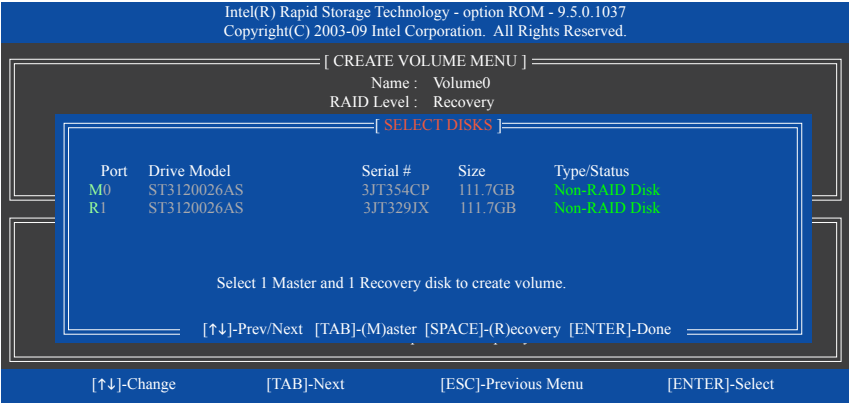 Intel(R) Rapid Storage Technology - option ROM - 9.5.0.1037
Copyright(C) 2003-09 Intel Corporation. All Rights Reserved.
[ CREATE VOLUME MENU ]
Name : Volume0
RAID Level : Recovery
[ SELECT DISKS ]
Port Drive Model Serial # Size Type/Status
M0 ST3120026AS 3JT354CP 111.7GB Non-RAID Disk
R1 ST3120026AS 3JT329JX 111.7GB Non-RAID Disk
Select 1 Master and 1 Recovery disk to create volume.
[↑↓]-Prev/Next [TAB]-(M)aster [SPACE]-(R)ecovery [ENTER]-Done
[↑↓]-Change [TAB]-Next [ESC]-Previous Menu [ENTER]-Select